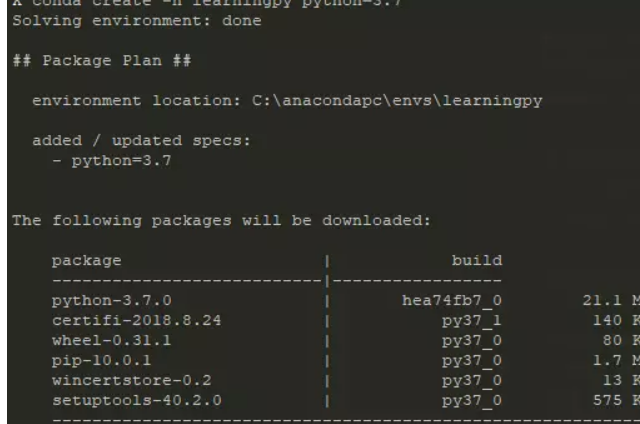 λ conda create -n learningpy python=3.7
Solving environment: done
## Package Plan ##
environment location: C:\anacondapc\envs\learningpy
added / updated specs:
- python=3.7
The following packages will be downloaded:
package | build
---------------------------|-----------------
python-3.7.0 | hea74fb7_0 21.1 M
certifi-2018.8.24 | py37_1 140 K
wheel-0.31.1 | py37_0 80 K
pip-10.0.1 | py37_0 1.7 M
wincertstore-0.2 | py37_0 13 K
setuptools-40.2.0 | py37_0 575 K
------------------------------------------------------------